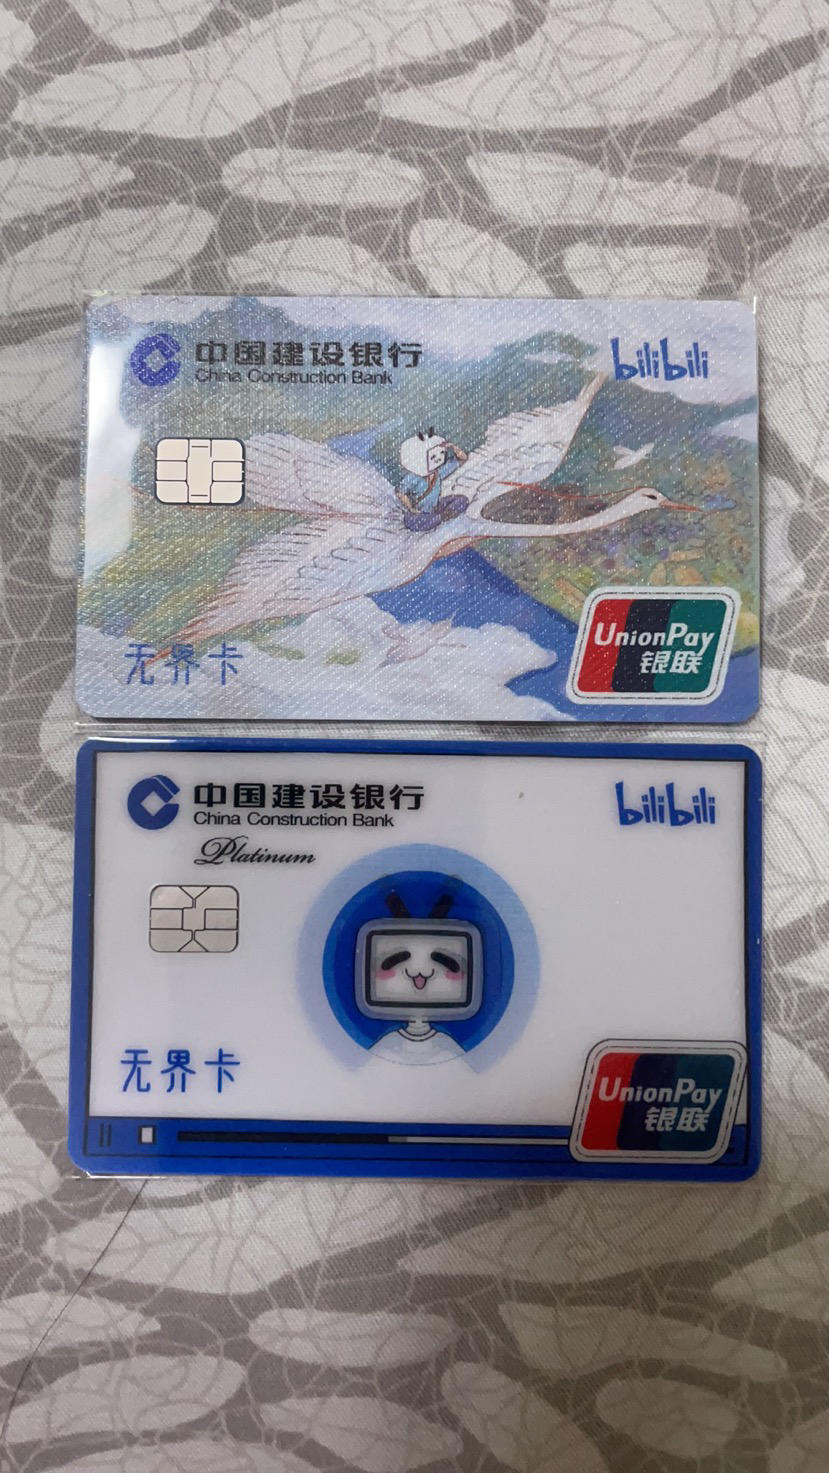 中国建设银行
China Construction Bank
bilibili
无界卡
UnionPay
银联
中国建设银行
China Construction Bank
Platinum
bilibili
无界卡
UnionPay
银联